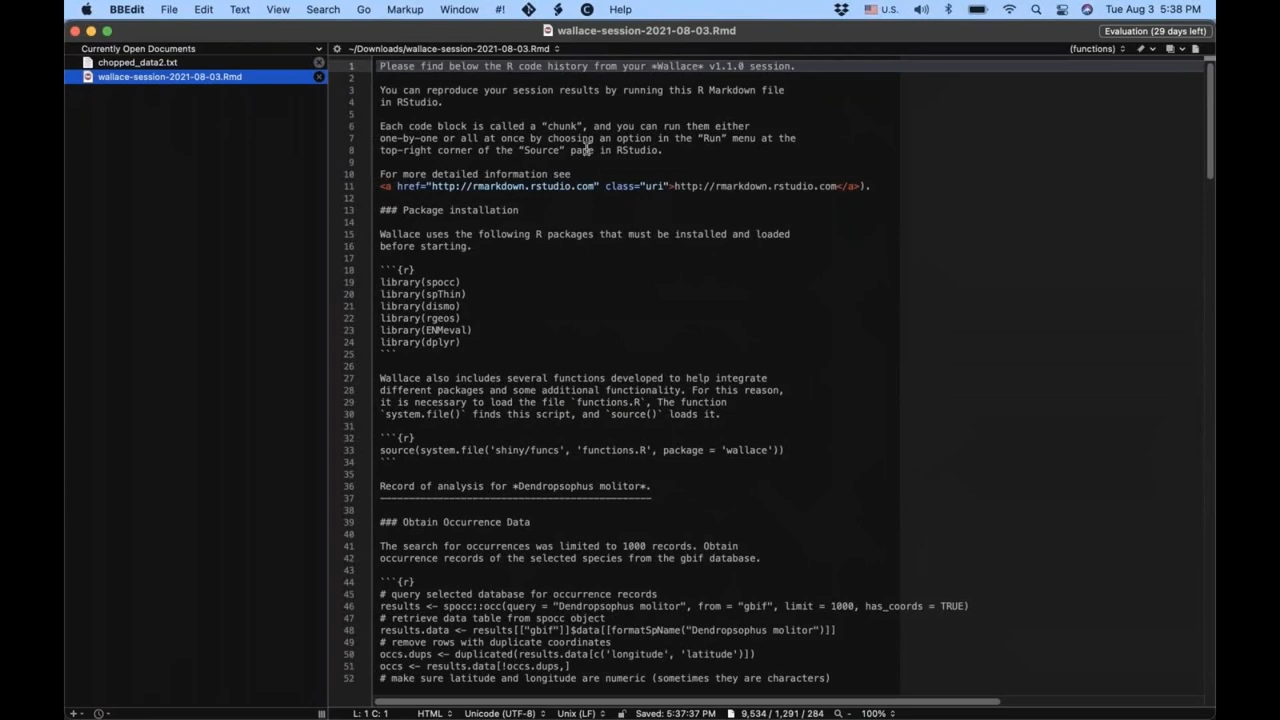 BBEdit File Edit Text View Search Go Markup Window #! Help U.S. Tue Aug 3 5:38 PM
wallace-session-2021-08-03.Rmd Evaluation (29 days left)
Currently Open Documents ~/Downloads/wallace-session-2021-08-03.Rmd (functions)
chopped_data2.txt
wallace-session-2021-08-03.Rmd
1 Please find below the R code history from your *Wallace* v1.1.0 session.
2
3 You can reproduce your session results by running this R Markdown file
4 in RStudio.
5
6 Each code block is called a “chunk”, and you can run them either
7 one-by-one or all at once by choosing an option in the “Run” menu at the
8 top-right corner of the “Source” pane in RStudio.
9
10 For more detailed information see
11 <a href="http://rmarkdown.rstudio.com" class="uri">http://rmarkdown.rstudio.com</a>).
12
13 ### Package installation
14
15 Wallace uses the following R packages that must be installed and loaded
16 before starting.
17
18 ```{r}
19 library(spocc)
20 library(spThin)
21 library(dismo)
22 library(rgeos)
23 library(ENMeval)
24 library(dplyr)
25 ```
26
27 Wallace also includes several functions developed to help integrate
28 different packages and some additional functionality. For this reason,
29 it is necessary to load the file `functions.R`, The function
30 `system.file()` finds this script, and `source()` loads it.
31
32 ```{r}
33 source(system.file('shiny/funcs', 'functions.R', package = 'wallace'))
34 ```
35
36 Record of analysis for *Dendropsophus molitor*.
37 -----------------------------------------------
38
39 ### Obtain Occurrence Data
40
41 The search for occurrences was limited to 1000 records. Obtain
42 occurrence records of the selected species from the gbif database.
43
44 ```{r}
45 # query selected database for occurrence records
46 results <- spocc::occ(query = "Dendropsophus molitor", from = "gbif", limit = 1000, has_coords = TRUE)
47 # retrieve data table from spocc object
48 results.data <- results[["gbif"]]$data[[formatSpName("Dendropsophus molitor")]]
49 # remove rows with duplicate coordinates
50 occs.dups <- duplicated(results.data[c('longitude', 'latitude')])
51 occs <- results.data[!occs.dups,]
52 # make sure latitude and longitude are numeric (sometimes they are characters)
L: 1 C: 1 HTML Unicode (UTF-8) Unix (LF) Saved: 5:37:37 PM 9,534 / 1,291 / 284 100%